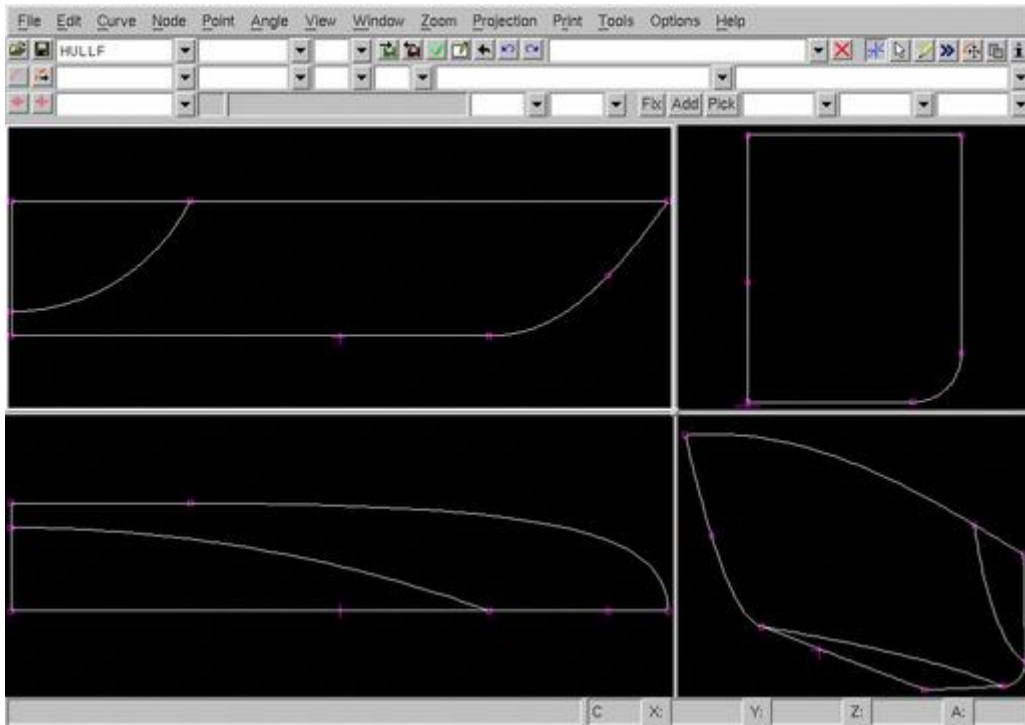 File Edit Curve Node Point Angle View Window Zoom Projection Print Tools Options Help
HULLF
Fix Add Pick
C X: Y: Z: A: